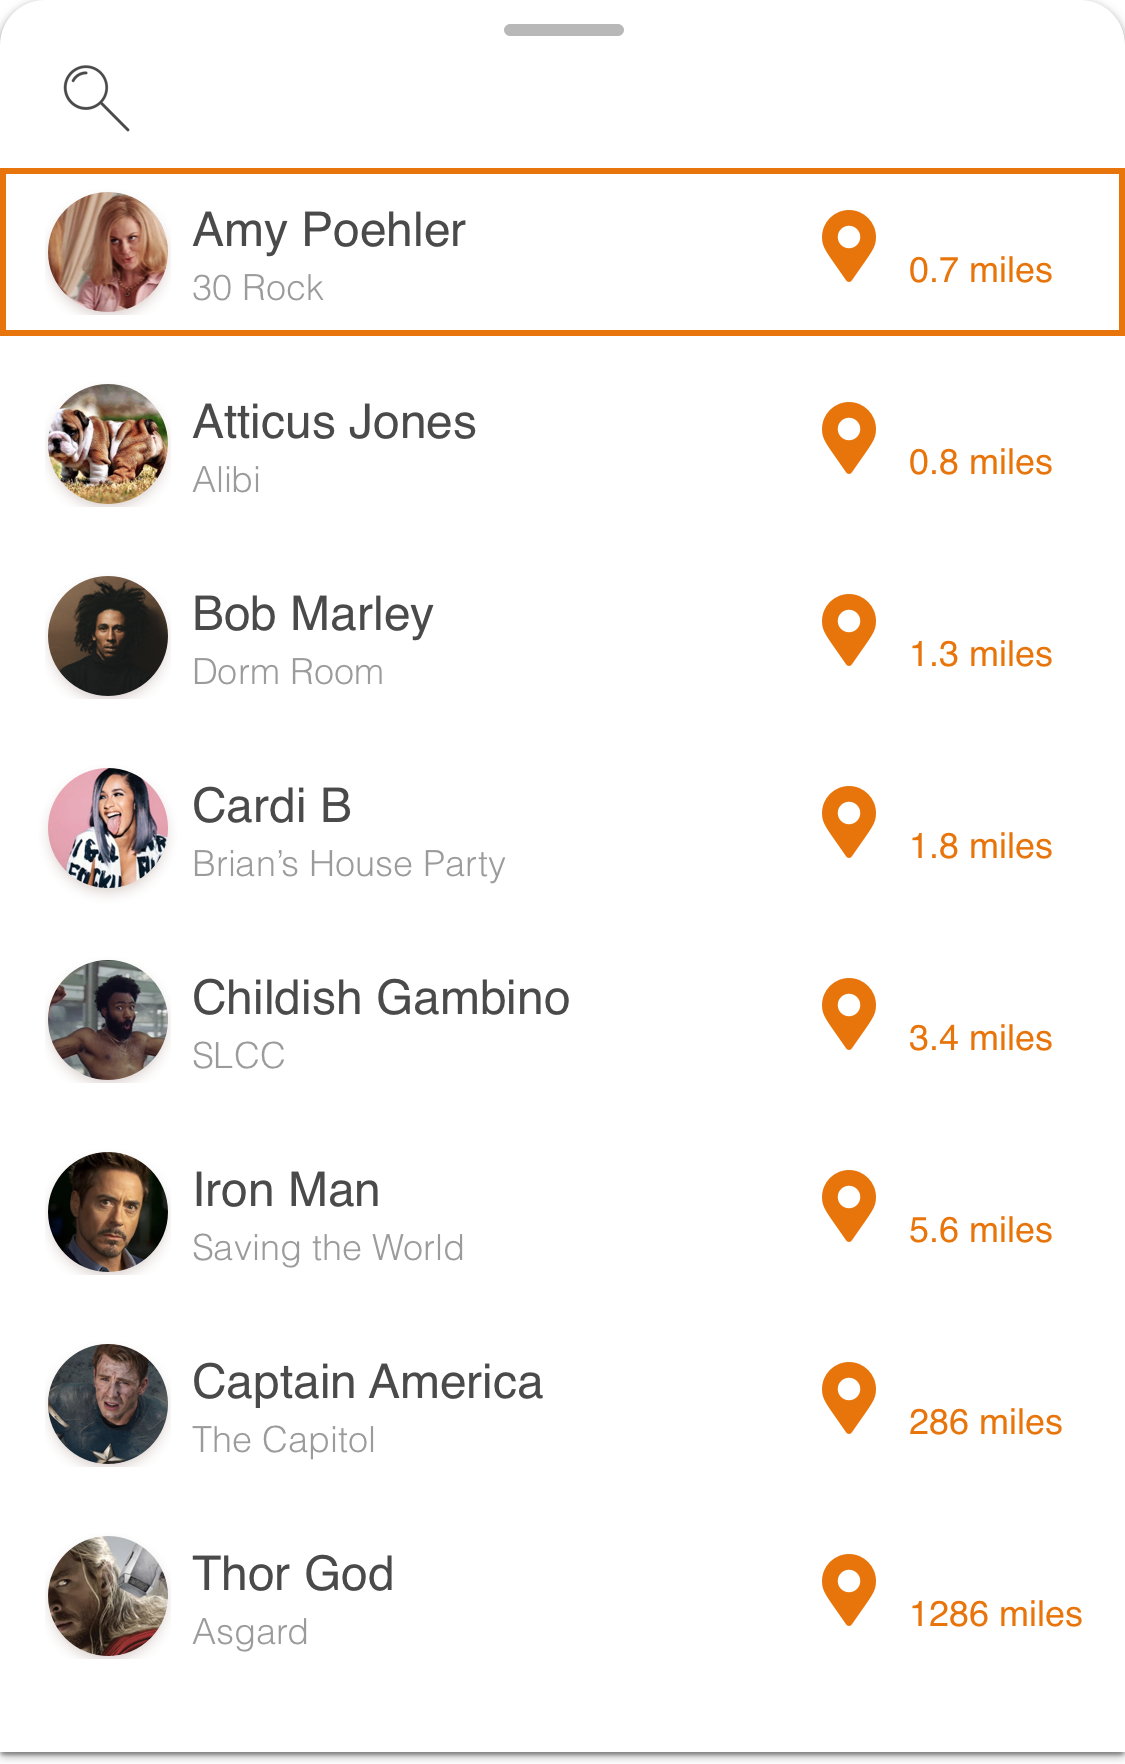 Amy Poehler
30 Rock
0.7 miles
Atticus Jones
Alibi
0.8 miles
Bob Marley
Dorm Room
1.3 miles
Cardi B
Brian’s House Party
1.8 miles
Childish Gambino
SLCC
3.4 miles
Iron Man
Saving the World
5.6 miles
Captain America
The Capitol
286 miles
Thor God
Asgard
1286 miles